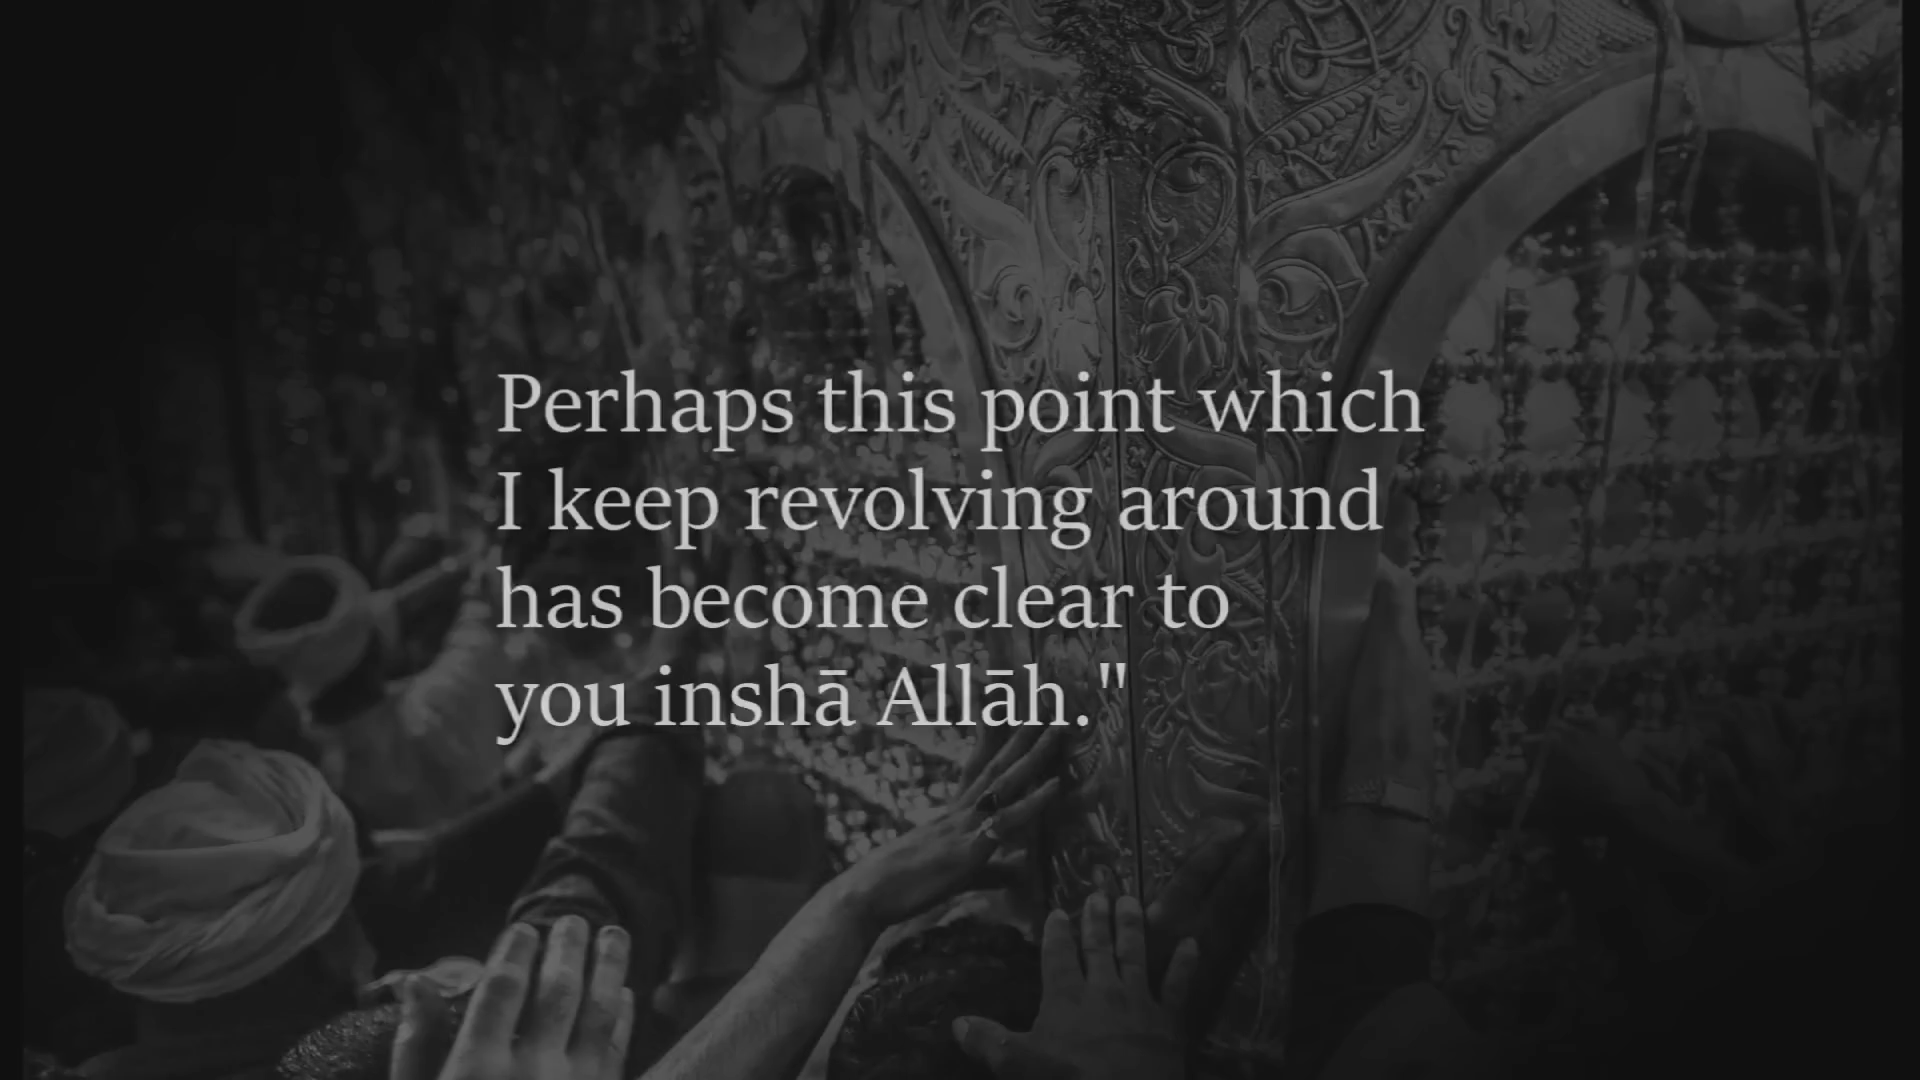 Perhaps this point which
I keep revolving around
has become clear to
you inshā Allāh."